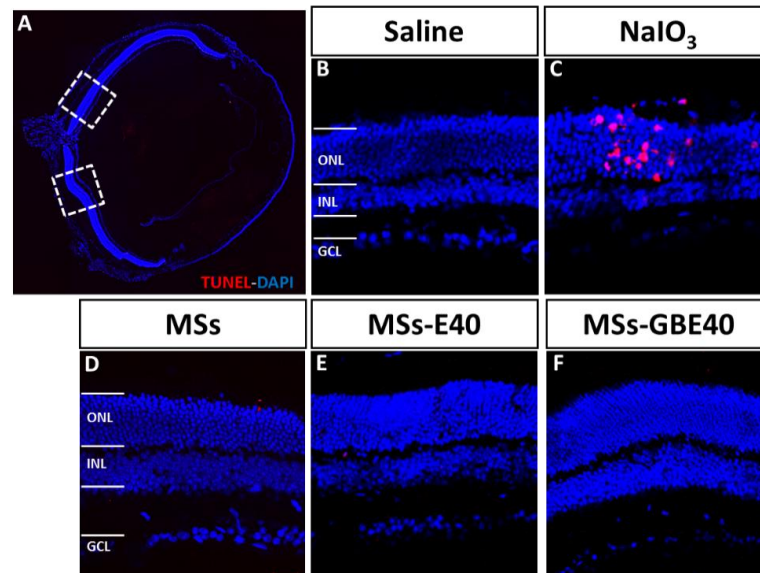 A
TUNEL-DAPI
Saline
B
ONL
INL
GCL
NaIO₃
C
MSs
D
ONL
INL
GCL
MSs-E40
E
MSs-GBE40
F